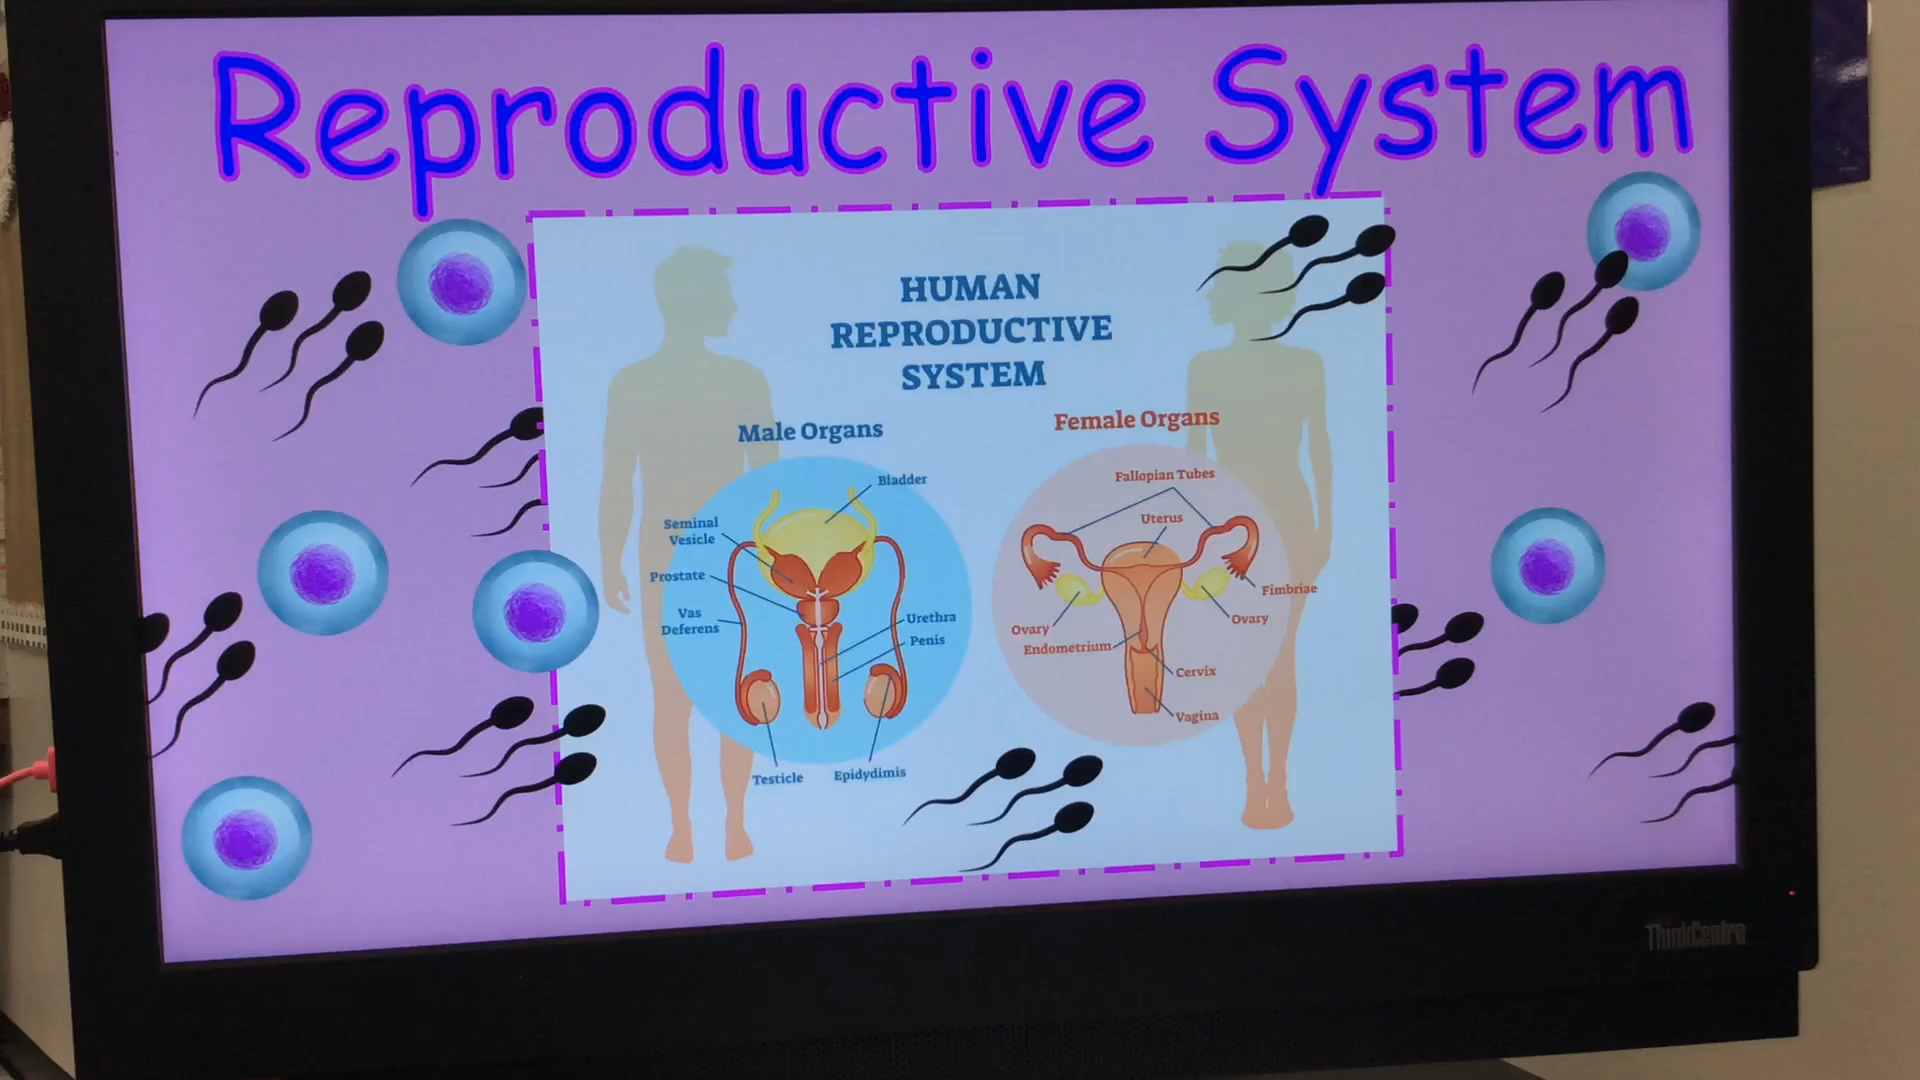 Reproductive System
HUMAN
REPRODUCTIVE
SYSTEM
Male Organs
Bladder
Seminal
Vesicle
Prostate
Vas
Deferens
Urethra
Penis
Testicle
Epidydimis
Female Organs
Fallopian Tubes
Uterus
Fimbriae
Ovary
Ovary
Endometrium
Cervix
Vagina
ThinkCentre